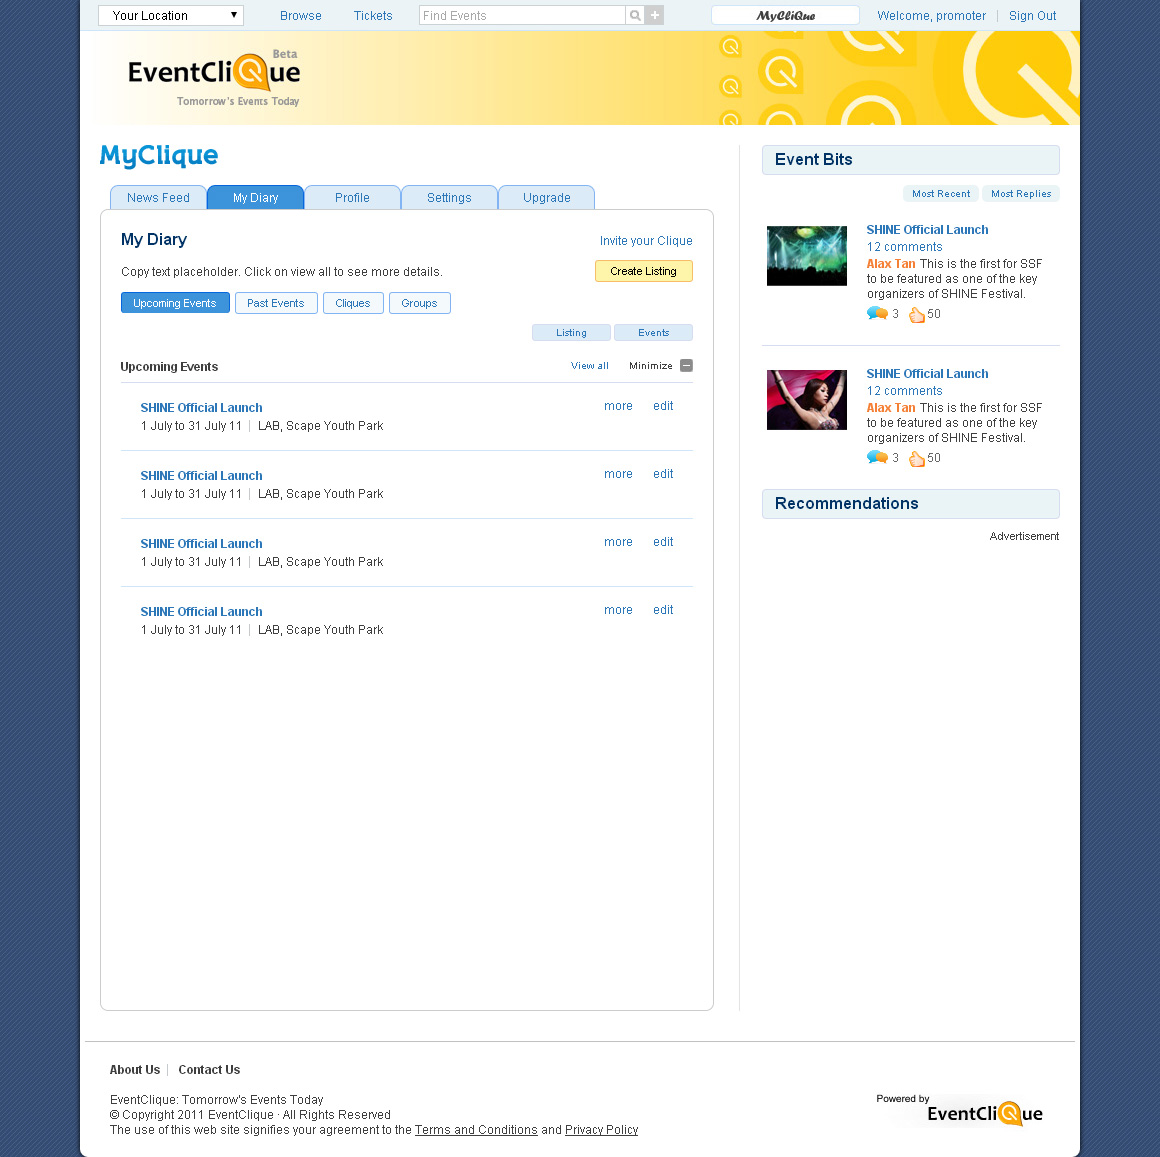 Your Location
Browse
Tickets
Find Events
MyCliQue
Welcome, promoter
Sign Out
Beta
EventCliQue
Tomorrow's Events Today
MyClique
News Feed
My Diary
Profile
Settings
Upgrade
My Diary
Invite your Clique
Copy text placeholder. Click on view all to see more details.
Create Listing
Upcoming Events
Past Events
Cliques
Groups
Listing
Events
Upcoming Events
View all
Minimize
SHINE Official Launch
more
edit
1 July to 31 July 11
LAB, Scape Youth Park
SHINE Official Launch
more
edit
1 July to 31 July 11
LAB, Scape Youth Park
SHINE Official Launch
more
edit
1 July to 31 July 11
LAB, Scape Youth Park
SHINE Official Launch
more
edit
1 July to 31 July 11
LAB, Scape Youth Park
Event Bits
Most Recent
Most Replies
SHINE Official Launch
12 comments
Alax Tan This is the first for SSF
to be featured as one of the key
organizers of SHINE Festival.
3
50
SHINE Official Launch
12 comments
Alax Tan This is the first for SSF
to be featured as one of the key
organizers of SHINE Festival.
3
50
Recommendations
Advertisement
About Us
Contact Us
EventClique: Tomorrow's Events Today
© Copyright 2011 EventClique · All Rights Reserved
The use of this web site signifies your agreement to the Terms and Conditions and Privacy Policy
Powered by
EventCliQue